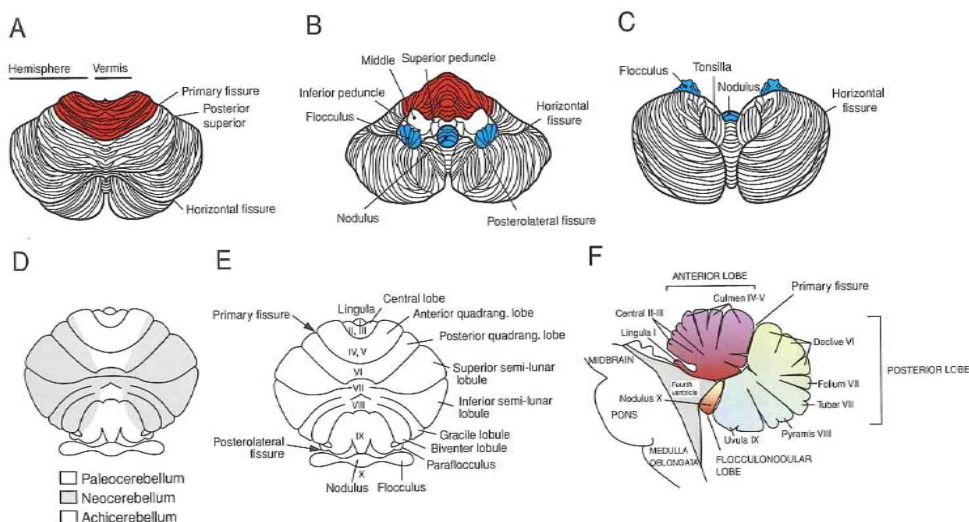 A
Hemisphere
Vermis
Primary fissure
Posterior
superior
Horizontal fissure
B
Middle
Superior peduncle
Inferior peduncle
Flocculus
Horizontal
fissure
Nodulus
Posterolateral fissure
C
Flocculus
Tonsilla
Nodulus
Horizontal
fissure
D
Paleocerebellum
Neocerebellum
Achicerebellum
E
Primary fissure
Lingula
Central lobe
Anterior quadrang. lobe
Posterior quadrang. lobe
Superior semi-lunar
lobule
Inferior semi-lunar
lobule
Gracile lobule
Biventer lobule
Paraflocculus
Posterolateral
fissure
Nodulus
Flocculus
II, III
IV, V
VI
VII
VIII
IX
X
F
ANTERIOR LOBE
Primary fissure
Culmen IV-V
Central II-III
Lingula I
MIDBRAIN
Declive VI
POSTERIOR LOBE
Fourth
ventricle
Folium VII
Nodulus X
Tuber VII
PONS
Pyramis VIII
Uvula IX
MEDULLA
OBLONGATA
FLOCCULONODULAR
LOBE